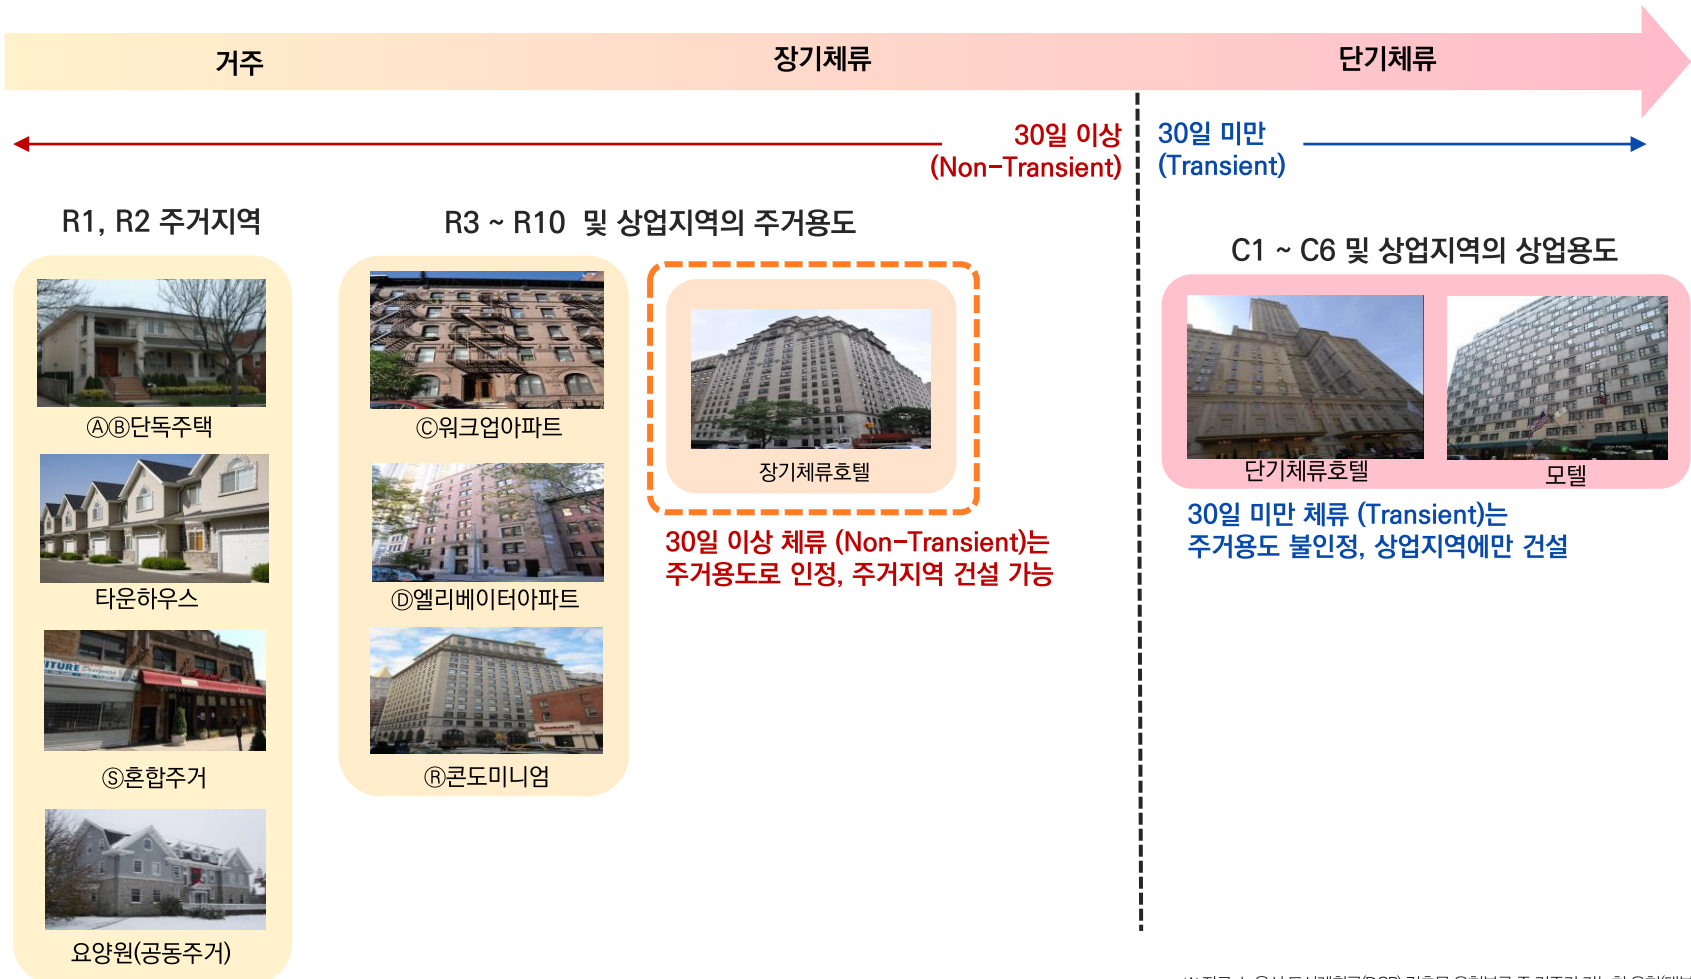 거주
장기체류
단기체류
30일 이상
(Non-Transient)
30일 미만
(Transient)
R1, R2 주거지역
R3 ~ R10 및 상업지역의 주거용도
C1 ~ C6 및 상업지역의 상업용도
ⒶⒷ단독주택
타운하우스
ITURE Designers
Ⓢ혼합주거
요양원(공동주거)
Ⓒ워크업아파트
Ⓓ엘리베이터아파트
Ⓡ콘도미니엄
장기체류호텔
30일 이상 체류 (Non-Transient)는
주거용도로 인정, 주거지역 건설 가능
단기체류호텔
모텔
30일 미만 체류 (Transient)는
주거용도 불인정, 상업지역에만 건설